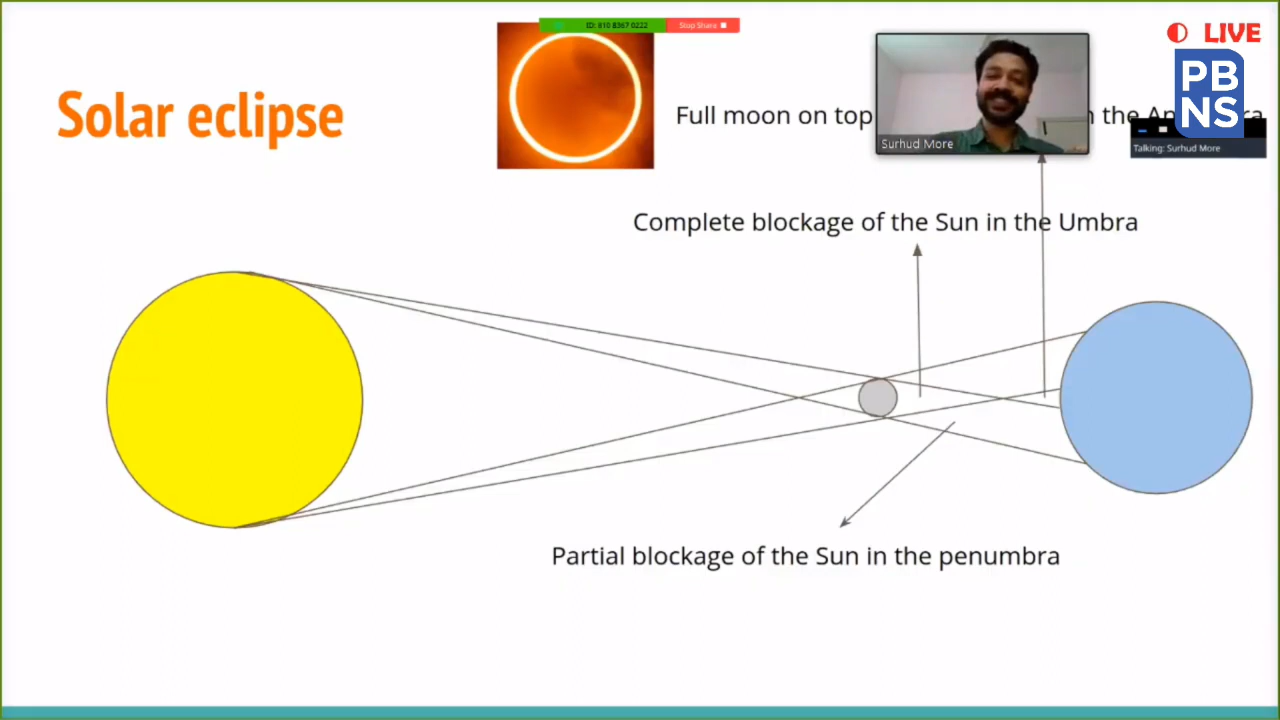 ID: 810 8367 0222 Stop Share
LIVE
PB
NS
Solar eclipse
Full moon on top
the
Surhud More
Talking: Surhud More
Complete blockage of the Sun in the Umbra
Partial blockage of the Sun in the penumbra